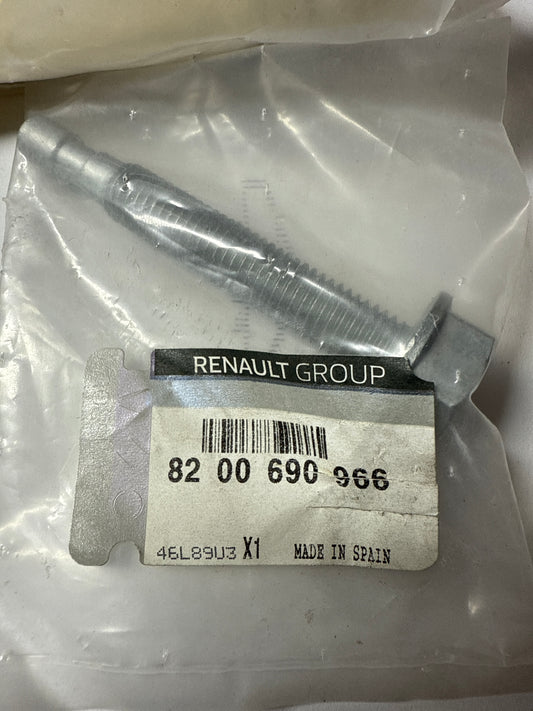 RENAULT GROUP
82 00 690 966
46L89U3 X1 MADE IN SPAIN